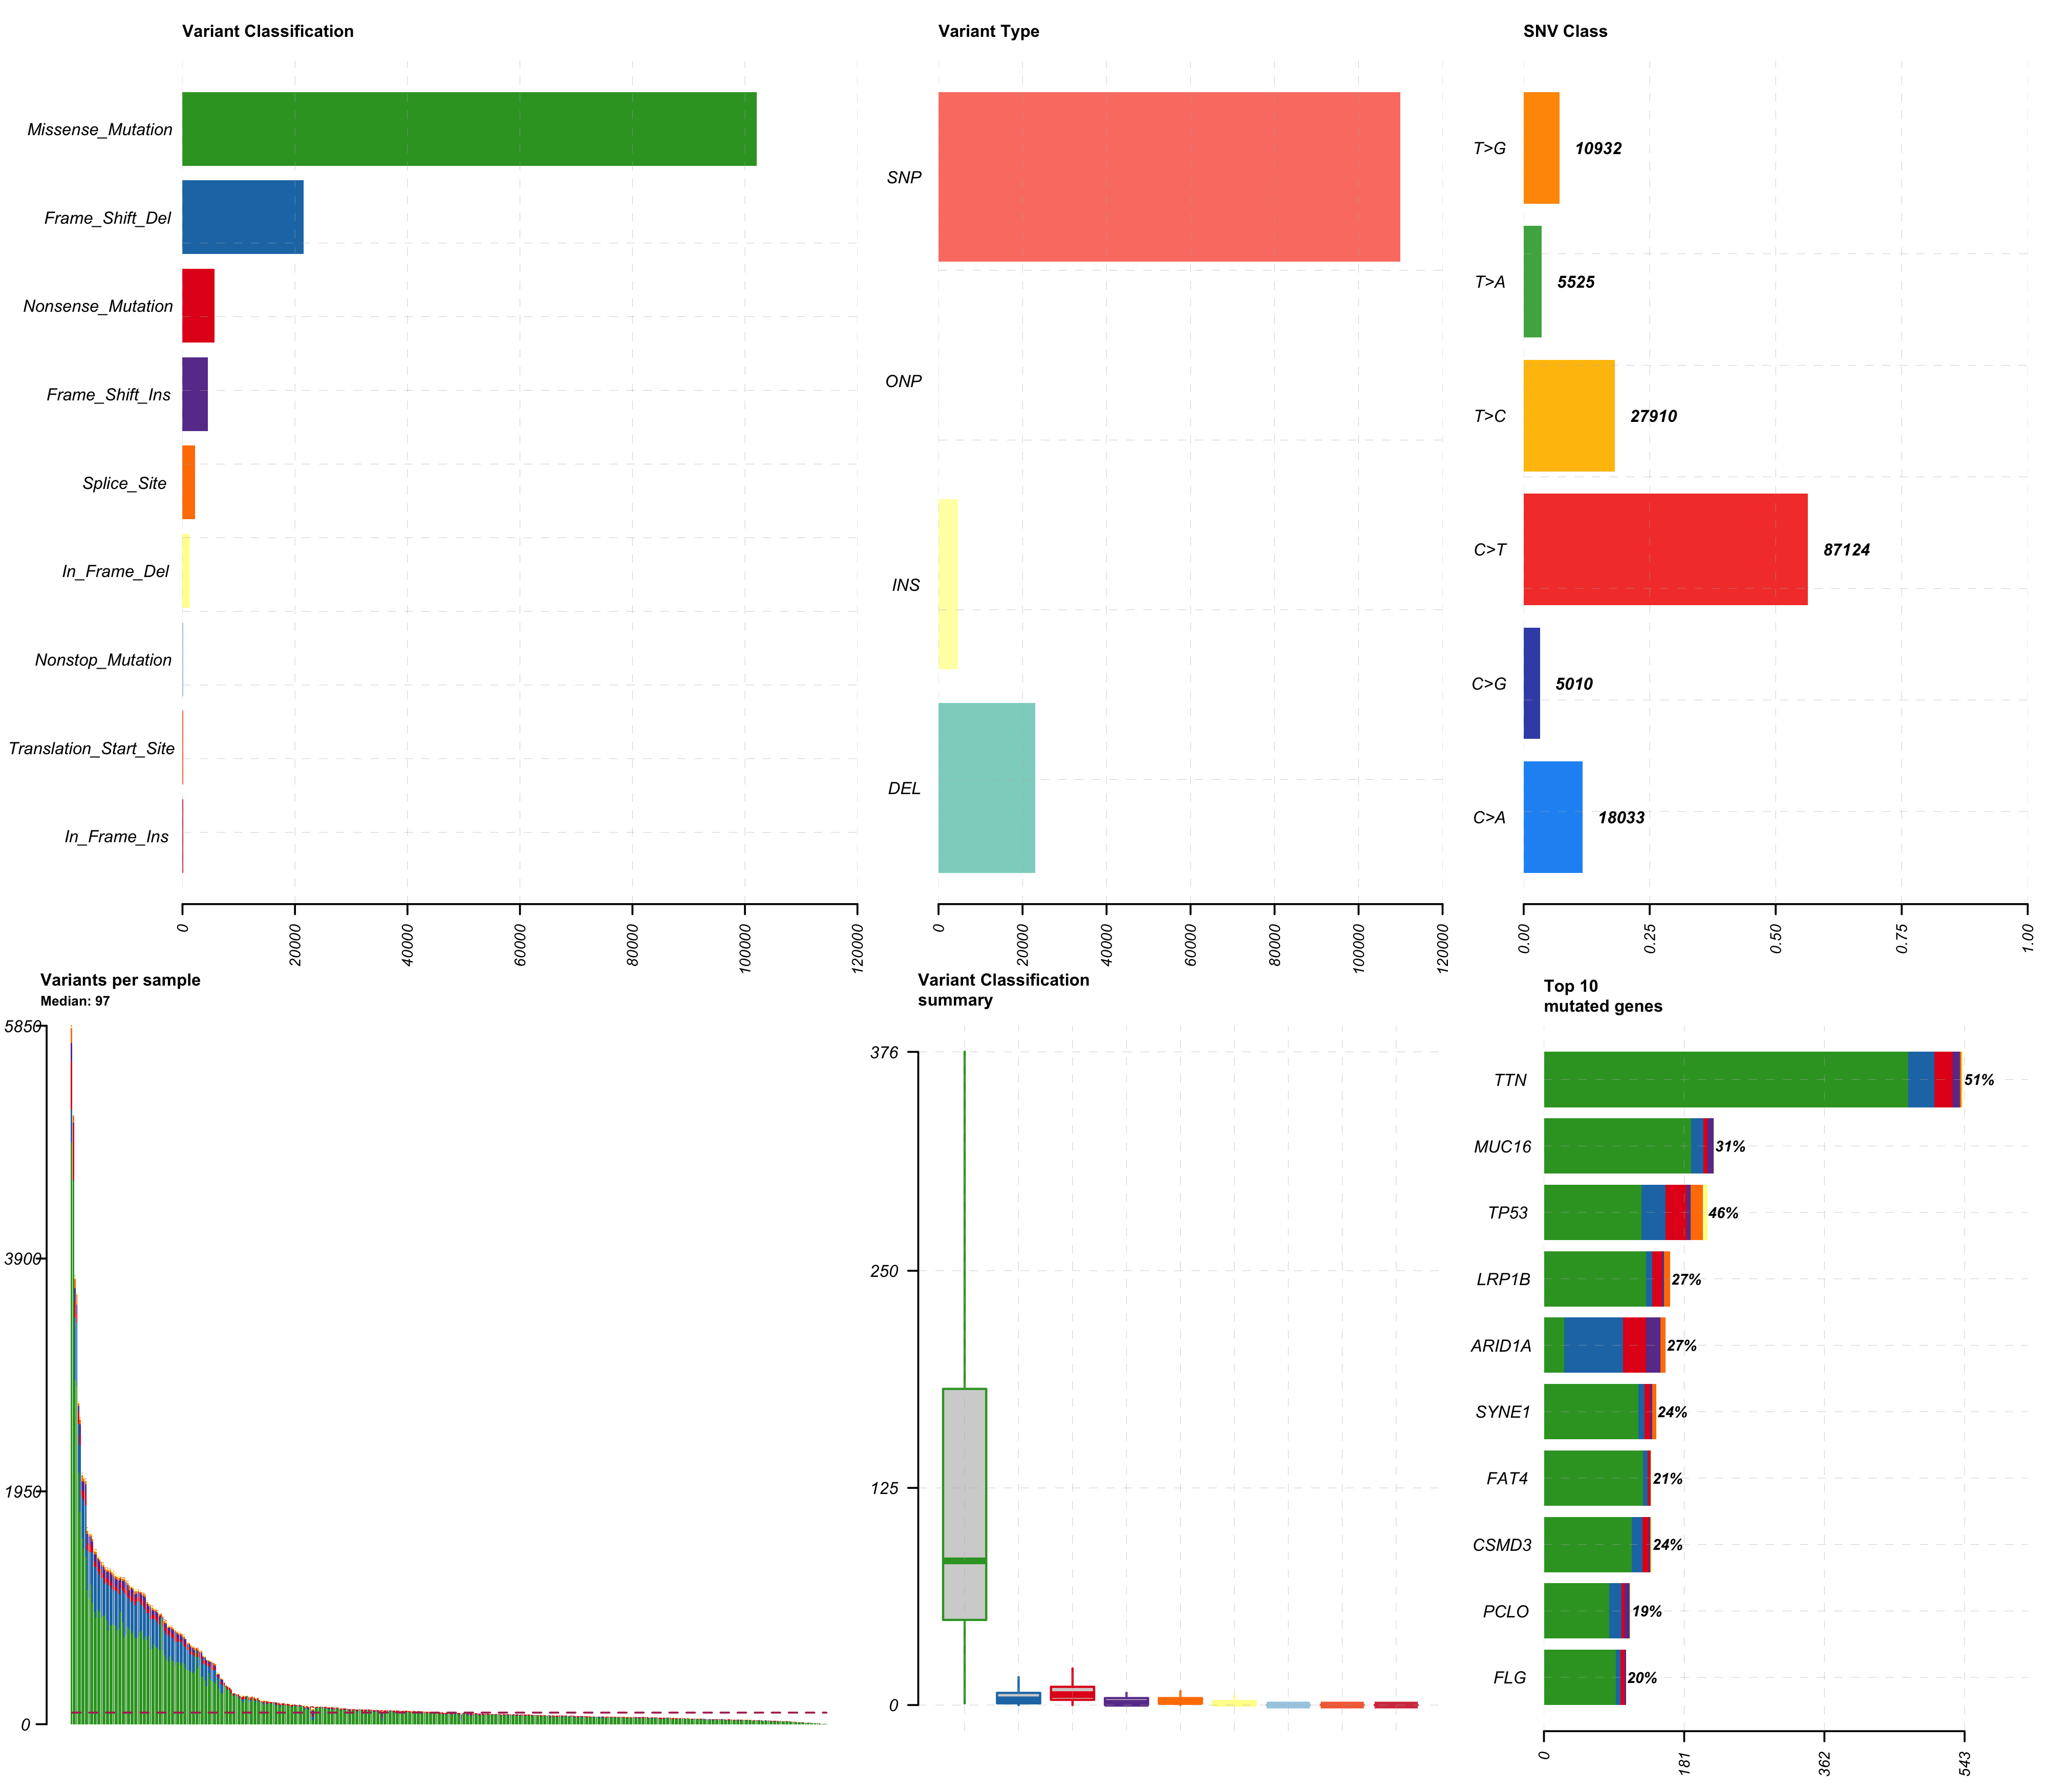 Variant Classification
Missense_Mutation
Frame_Shift_Del
Nonsense_Mutation
Frame_Shift_Ins
Splice_Site
In_Frame_Del
Nonstop_Mutation
Translation_Start_Site
In_Frame_Ins
0
20000
40000
60000
80000
100000
120000
Variant Type
SNP
ONP
INS
DEL
0
20000
40000
60000
80000
100000
120000
SNV Class
T>G 10932
T>A 5525
T>C 27910
C>T 87124
C>G 5010
C>A 18033
0.00
0.25
0.50
0.75
1.00
Variants per sample
Median: 97
5850
3900
1950
0
Variant Classification
summary
376
250
125
0
Top 10
mutated genes
TTN 51%
MUC16 31%
TP53 46%
LRP1B 27%
ARID1A 27%
SYNE1 24%
FAT4 21%
CSMD3 24%
PCLO 19%
FLG 20%
0
181
362
543